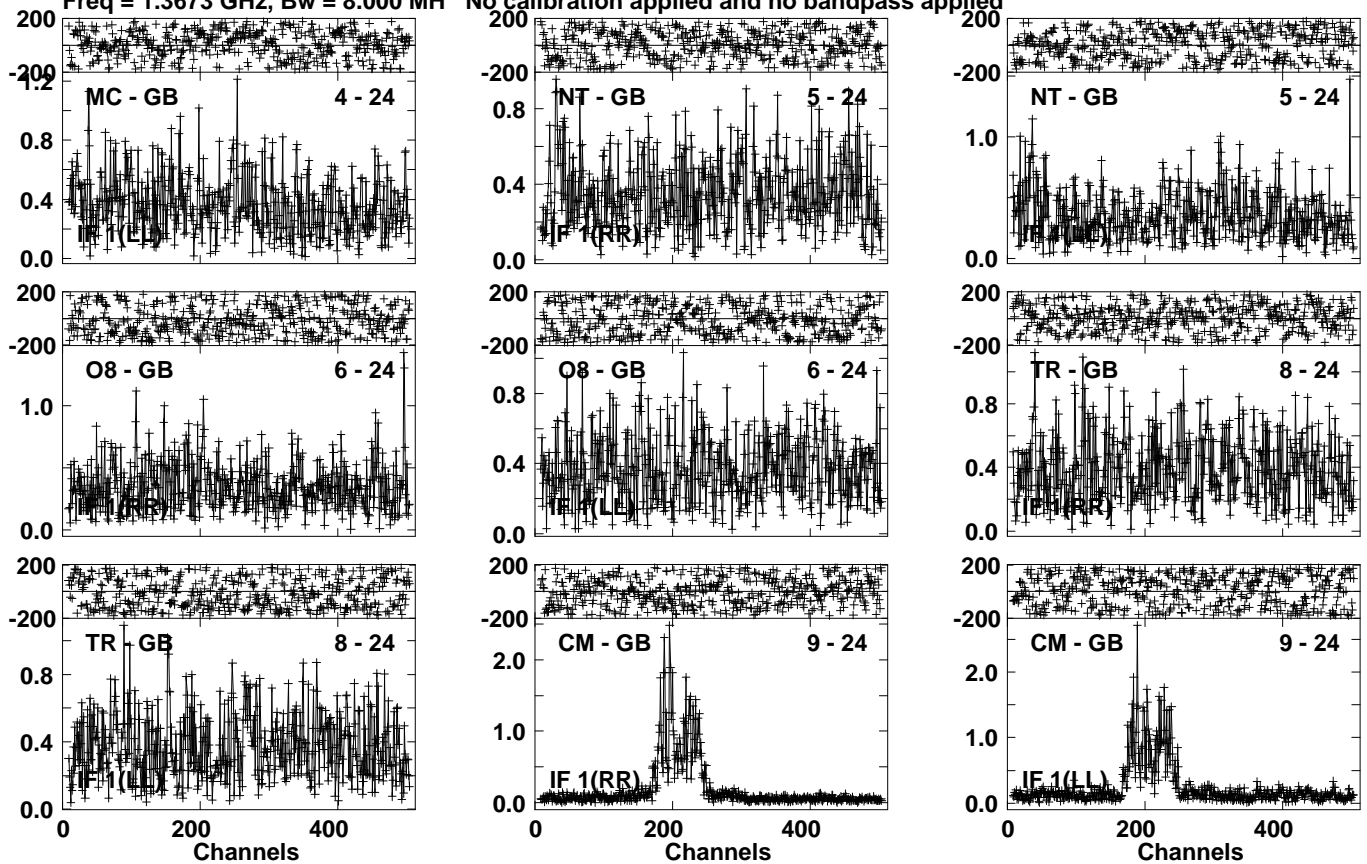 Freq = 1.3673 GHz, Bw = 8.000 MH No calibration applied and no bandpass applied
200
200
200
-200
-200
-200
1.2
MC - GB 4 - 24
NT - GB 5 - 24
NT - GB 5 - 24
0.8
0.8
1.0
0.4
0.4
IF 1(LL)
IF 1(RR)
IF 1(LL)
0.0
0.0
0.0
200
200
200
-200
-200
-200
O8 - GB 6 - 24
O8 - GB 6 - 24
TR - GB 8 - 24
1.0
0.8
0.8
0.4
0.4
IF 1(RR)
IF 1(LL)
IF 1(RR)
0.0
0.0
0.0
200
200
200
-200
-200
-200
TR - GB 8 - 24
CM - GB 9 - 24
CM - GB 9 - 24
0.8
2.0
2.0
0.4
1.0
1.0
IF 1(LL)
IF 1(RR)
IF 1(LL)
0.0
0.0
0.0
0 200 400
0 200 400
0 200 400
Channels
Channels
Channels